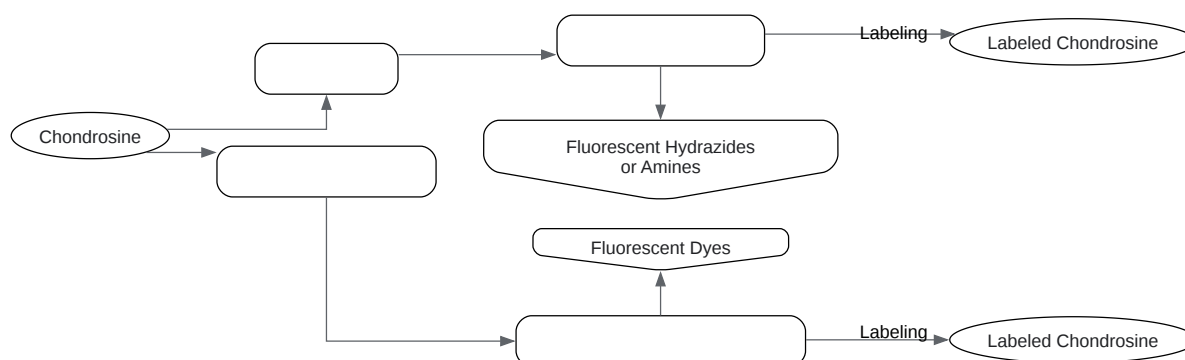 Labeling
Labeled Chondrosine
Chondrosine
Fluorescent Hydrazides
or Amines
Fluorescent Dyes
Labeling
Labeled Chondrosine